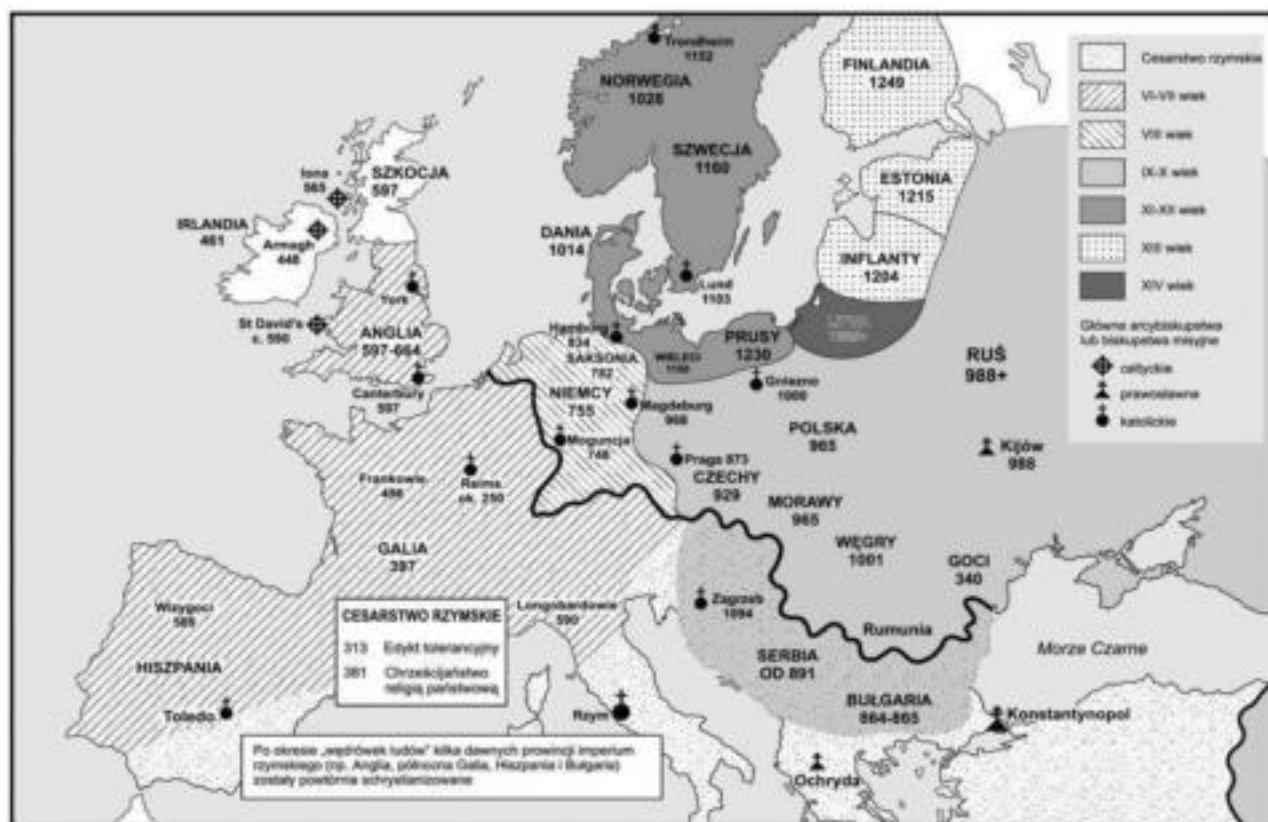 Trondheim
1152
NORWEGIA
1028
FINLANDIA
1249
SZWECJA
1160
ESTONIA
1215
INFLANTY
1204
Iona -
565
SZKOCJA
597
IRLANDIA
461
Armagh
446
DANIA
1014
Lund
1103
York
St David's
c. 590
ANGLIA
597-664
Canterbury
597
Hamburg
834
SAKSONIA
782
WIELECI
PRUSY
1230
Gniezno
1000
NIEMCY
755
Magdeburg
968
Moguncja
748
POLSKA
965
RUŚ
988+
Kijów
988
Praga 873
CZECHY
929
MORAWY
965
WĘGRY
1001
GOCI
340
Frankowie
496
Reims
ok. 250
GALIA
397
Wizygoci
589
HISZPANIA
Toledo
Longobardowie
590
Zagrzeb
1094
Rumunia
SERBIA
OD 891
BUŁGARIA
864-865
Morze Czarne
Konstantynopol
Ochryda
Rzym
CESARSTWO RZYMSKIE
313 Edykt tolerancyjny
381 Chrześcijaństwo
religią państwową
Po okresie „wędrówek ludów" kilka dawnych prowincji imperium
rzymskiego (np. Anglia, północna Galia, Hiszpania i Bułgaria)
zostały powtórnie schrystianizowane
Cesarstwo rzymskie
VI-VII wiek
VIII wiek
IX-X wiek
XI-XII wiek
XIII wiek
XIV wiek
Główne arcybiskupstwa
lub biskupstwa misyjne
celtyckie
prawosławne
katolickie